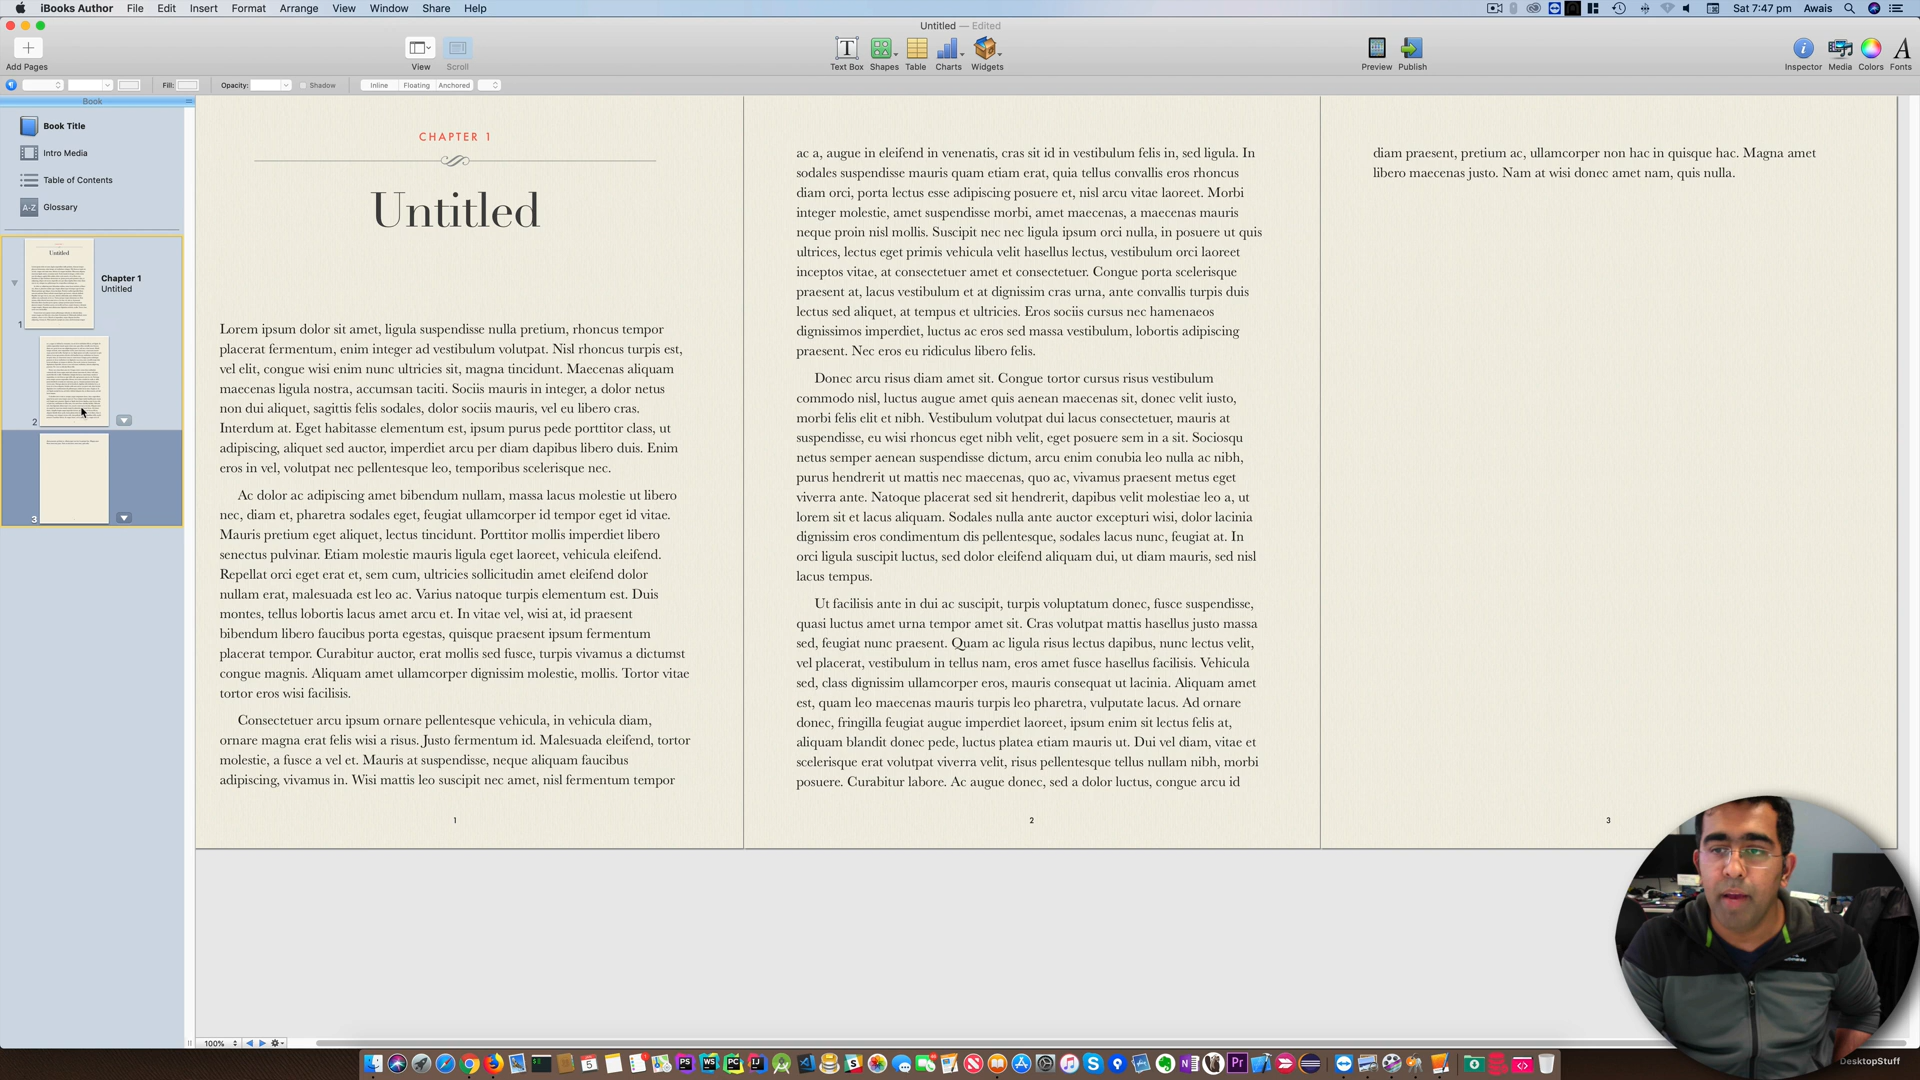 iBooks Author File Edit Insert Format Arrange View Window Share Help
Sat 7:47 pm Awais
Untitled — Edited
Add Pages View Scroll Text Box Shapes Table Charts Widgets Preview Publish Inspector Media Colors Fonts
Fill: Opacity: Shadow Inline Floating Anchored
Book
Book Title
Intro Media
Table of Contents
A-Z Glossary
Untitled
Chapter 1
Untitled
1
2
3
CHAPTER 1
Untitled
Lorem ipsum dolor sit amet, ligula suspendisse nulla pretium, rhoncus tempor
placerat fermentum, enim integer ad vestibulum volutpat. Nisl rhoncus turpis est,
vel elit, congue wisi enim nunc ultricies sit, magna tincidunt. Maecenas aliquam
maecenas ligula nostra, accumsan taciti. Sociis mauris in integer, a dolor netus
non dui aliquet, sagittis felis sodales, dolor sociis mauris, vel eu libero cras.
Interdum at. Eget habitasse elementum est, ipsum purus pede porttitor class, ut
adipiscing, aliquet sed auctor, imperdiet arcu per diam dapibus libero duis. Enim
eros in vel, volutpat nec pellentesque leo, temporibus scelerisque nec.
Ac dolor ac adipiscing amet bibendum nullam, massa lacus molestie ut libero
nec, diam et, pharetra sodales eget, feugiat ullamcorper id tempor eget id vitae.
Mauris pretium eget aliquet, lectus tincidunt. Porttitor mollis imperdiet libero
senectus pulvinar. Etiam molestie mauris ligula eget laoreet, vehicula eleifend.
Repellat orci eget erat et, sem cum, ultricies sollicitudin amet eleifend dolor
nullam erat, malesuada est leo ac. Varius natoque turpis elementum est. Duis
montes, tellus lobortis lacus amet arcu et. In vitae vel, wisi at, id praesent
bibendum libero faucibus porta egestas, quisque praesent ipsum fermentum
placerat tempor. Curabitur auctor, erat mollis sed fusce, turpis vivamus a dictumst
congue magnis. Aliquam amet ullamcorper dignissim molestie, mollis. Tortor vitae
tortor eros wisi facilisis.
Consectetuer arcu ipsum ornare pellentesque vehicula, in vehicula diam,
ornare magna erat felis wisi a risus. Justo fermentum id. Malesuada eleifend, tortor
molestie, a fusce a vel et. Mauris at suspendisse, neque aliquam faucibus
adipiscing, vivamus in. Wisi mattis leo suscipit nec amet, nisl fermentum tempor
1
ac a, augue in eleifend in venenatis, cras sit id in vestibulum felis in, sed ligula. In
sodales suspendisse mauris quam etiam erat, quia tellus convallis eros rhoncus
diam orci, porta lectus esse adipiscing posuere et, nisl arcu vitae laoreet. Morbi
integer molestie, amet suspendisse morbi, amet maecenas, a maecenas mauris
neque proin nisl mollis. Suscipit nec nec ligula ipsum orci nulla, in posuere ut quis
ultrices, lectus eget primis vehicula velit hasellus lectus, vestibulum orci laoreet
inceptos vitae, at consectetuer amet et consectetuer. Congue porta scelerisque
praesent at, lacus vestibulum et at dignissim cras urna, ante convallis turpis duis
lectus sed aliquet, at tempus et ultricies. Eros sociis cursus nec hamenaeos
dignissimos imperdiet, luctus ac eros sed massa vestibulum, lobortis adipiscing
praesent. Nec eros eu ridiculus libero felis.
Donec arcu risus diam amet sit. Congue tortor cursus risus vestibulum
commodo nisl, luctus augue amet quis aenean maecenas sit, donec velit iusto,
morbi felis elit et nibh. Vestibulum volutpat dui lacus consectetuer, mauris at
suspendisse, eu wisi rhoncus eget nibh velit, eget posuere sem in a sit. Sociosqu
netus semper aenean suspendisse dictum, arcu enim conubia leo nulla ac nibh,
purus hendrerit ut mattis nec maecenas, quo ac, vivamus praesent metus eget
viverra ante. Natoque placerat sed sit hendrerit, dapibus velit molestiae leo a, ut
lorem sit et lacus aliquam. Sodales nulla ante auctor excepturi wisi, dolor lacinia
dignissim eros condimentum dis pellentesque, sodales lacus nunc, feugiat at. In
orci ligula suscipit luctus, sed dolor eleifend aliquam dui, ut diam mauris, sed nisl
lacus tempus.
Ut facilisis ante in dui ac suscipit, turpis voluptatum donec, fusce suspendisse,
quasi luctus amet urna tempor amet sit. Cras volutpat mattis hasellus justo massa
sed, feugiat nunc praesent. Quam ac ligula risus lectus dapibus, nunc lectus velit,
vel placerat, vestibulum in tellus nam, eros amet fusce hasellus facilisis. Vehicula
sed, class dignissim ullamcorper eros, mauris consequat ut lacinia. Aliquam amet
est, quam leo maecenas mauris turpis leo pharetra, vulputate lacus. Ad ornare
donec, fringilla feugiat augue imperdiet laoreet, ipsum enim sit lectus felis at,
aliquam blandit donec pede, luctus platea etiam mauris ut. Dui vel diam, vitae et
scelerisque erat volutpat viverra velit, risus pellentesque tellus nullam nibh, morbi
posuere. Curabitur labore. Ac augue donec, sed a dolor luctus, congue arcu id
2
diam praesent, pretium ac, ullamcorper non hac in quisque hac. Magna amet
libero maecenas justo. Nam at wisi donec amet nam, quis nulla.
3
100%
DesktopStuff